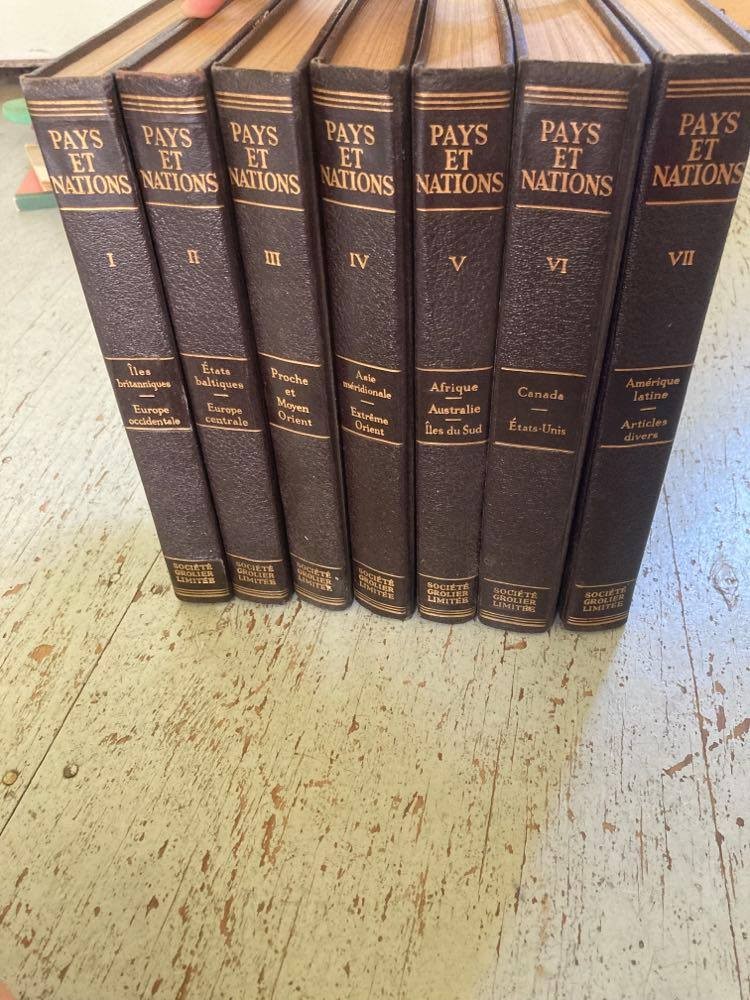 PAYS
ET
NATIONS
I
Îles
britanniques
Europe
occidentale
SOCIÉTÉ
GROLIER
LIMITÉE
PAYS
ET
NATIONS
II
États
baltiques
Europe
centrale
SOCIÉTÉ
GROLIER
LIMITÉE
PAYS
ET
NATIONS
III
Proche et
Moyen
Orient
SOCIÉTÉ
GROLIER
LIMITÉE
PAYS
ET
NATIONS
IV
Asie
méridionale
Extrême
Orient
SOCIÉTÉ
GROLIER
LIMITÉE
PAYS
ET
NATIONS
V
Afrique
Australie
Îles du Sud
SOCIÉTÉ
GROLIER
LIMITÉE
PAYS
ET
NATIONS
VI
Canada
États-Unis
SOCIÉTÉ
GROLIER
LIMITÉE
PAYS
ET
NATIONS
VII
Amérique
latine
Articles
divers
SOCIÉTÉ
GROLIER
LIMITÉE